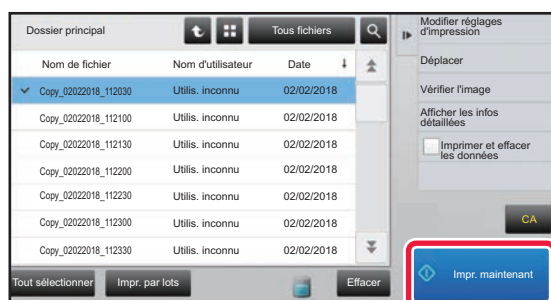 Dossier principal
Tous fichiers
Nom de fichier Nom d'utilisateur Date
Copy_02022018_112030 Utilis. inconnu 02/02/2018
Copy_02022018_112100 Utilis. inconnu 02/02/2018
Copy_02022018_112130 Utilis. inconnu 02/02/2018
Copy_02022018_112200 Utilis. inconnu 02/02/2018
Copy_02022018_112230 Utilis. inconnu 02/02/2018
Copy_02022018_112300 Utilis. inconnu 02/02/2018
Copy_02022018_112330 Utilis. inconnu 02/02/2018
Tout sélectionner Impr. par lots Effacer
Modifier réglages
d'impression
Déplacer
Vérifier l'image
Afficher les infos
détaillées
Imprimer et effacer
les données
CA
Impr. maintenant